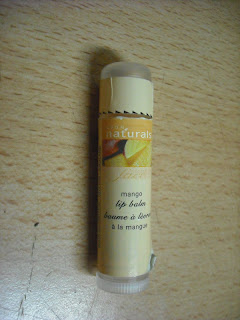 naturals
mango
lip balm
baume à lèvres
à la mangue